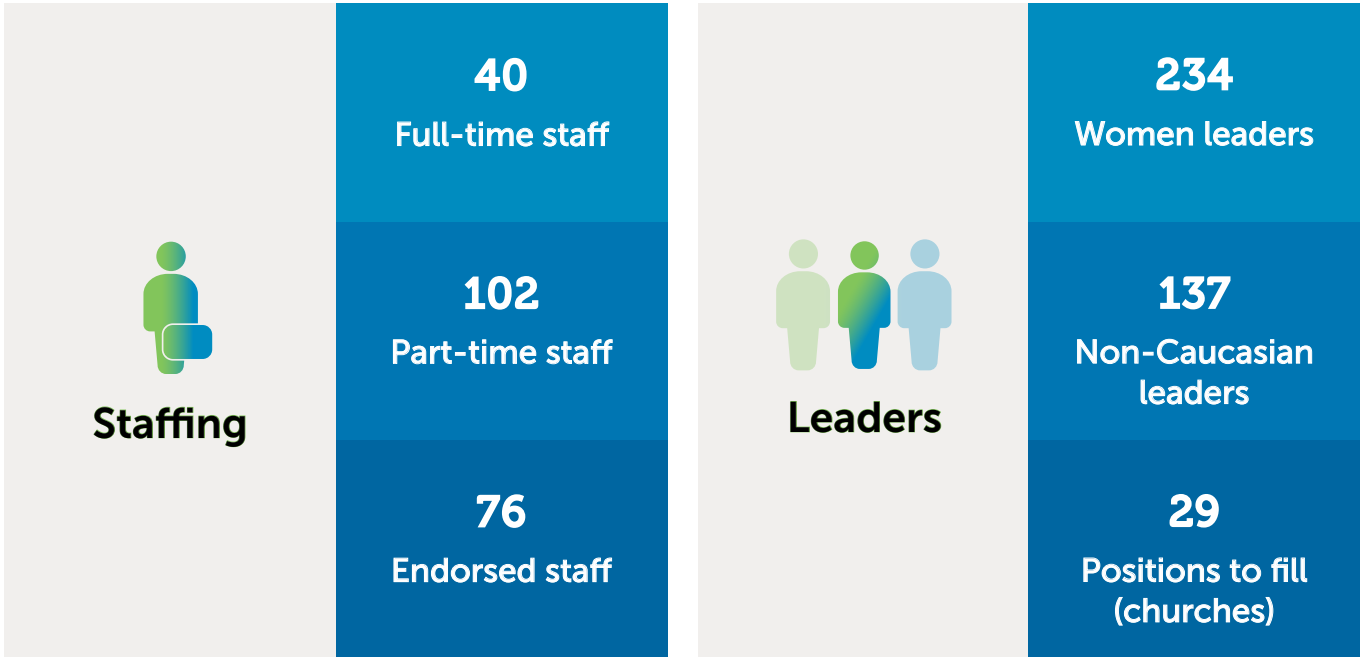 Staffing
40
Full-time staff
102
Part-time staff
76
Endorsed staff
Leaders
234
Women leaders
137
Non-Caucasian
leaders
29
Positions to fill
(churches)